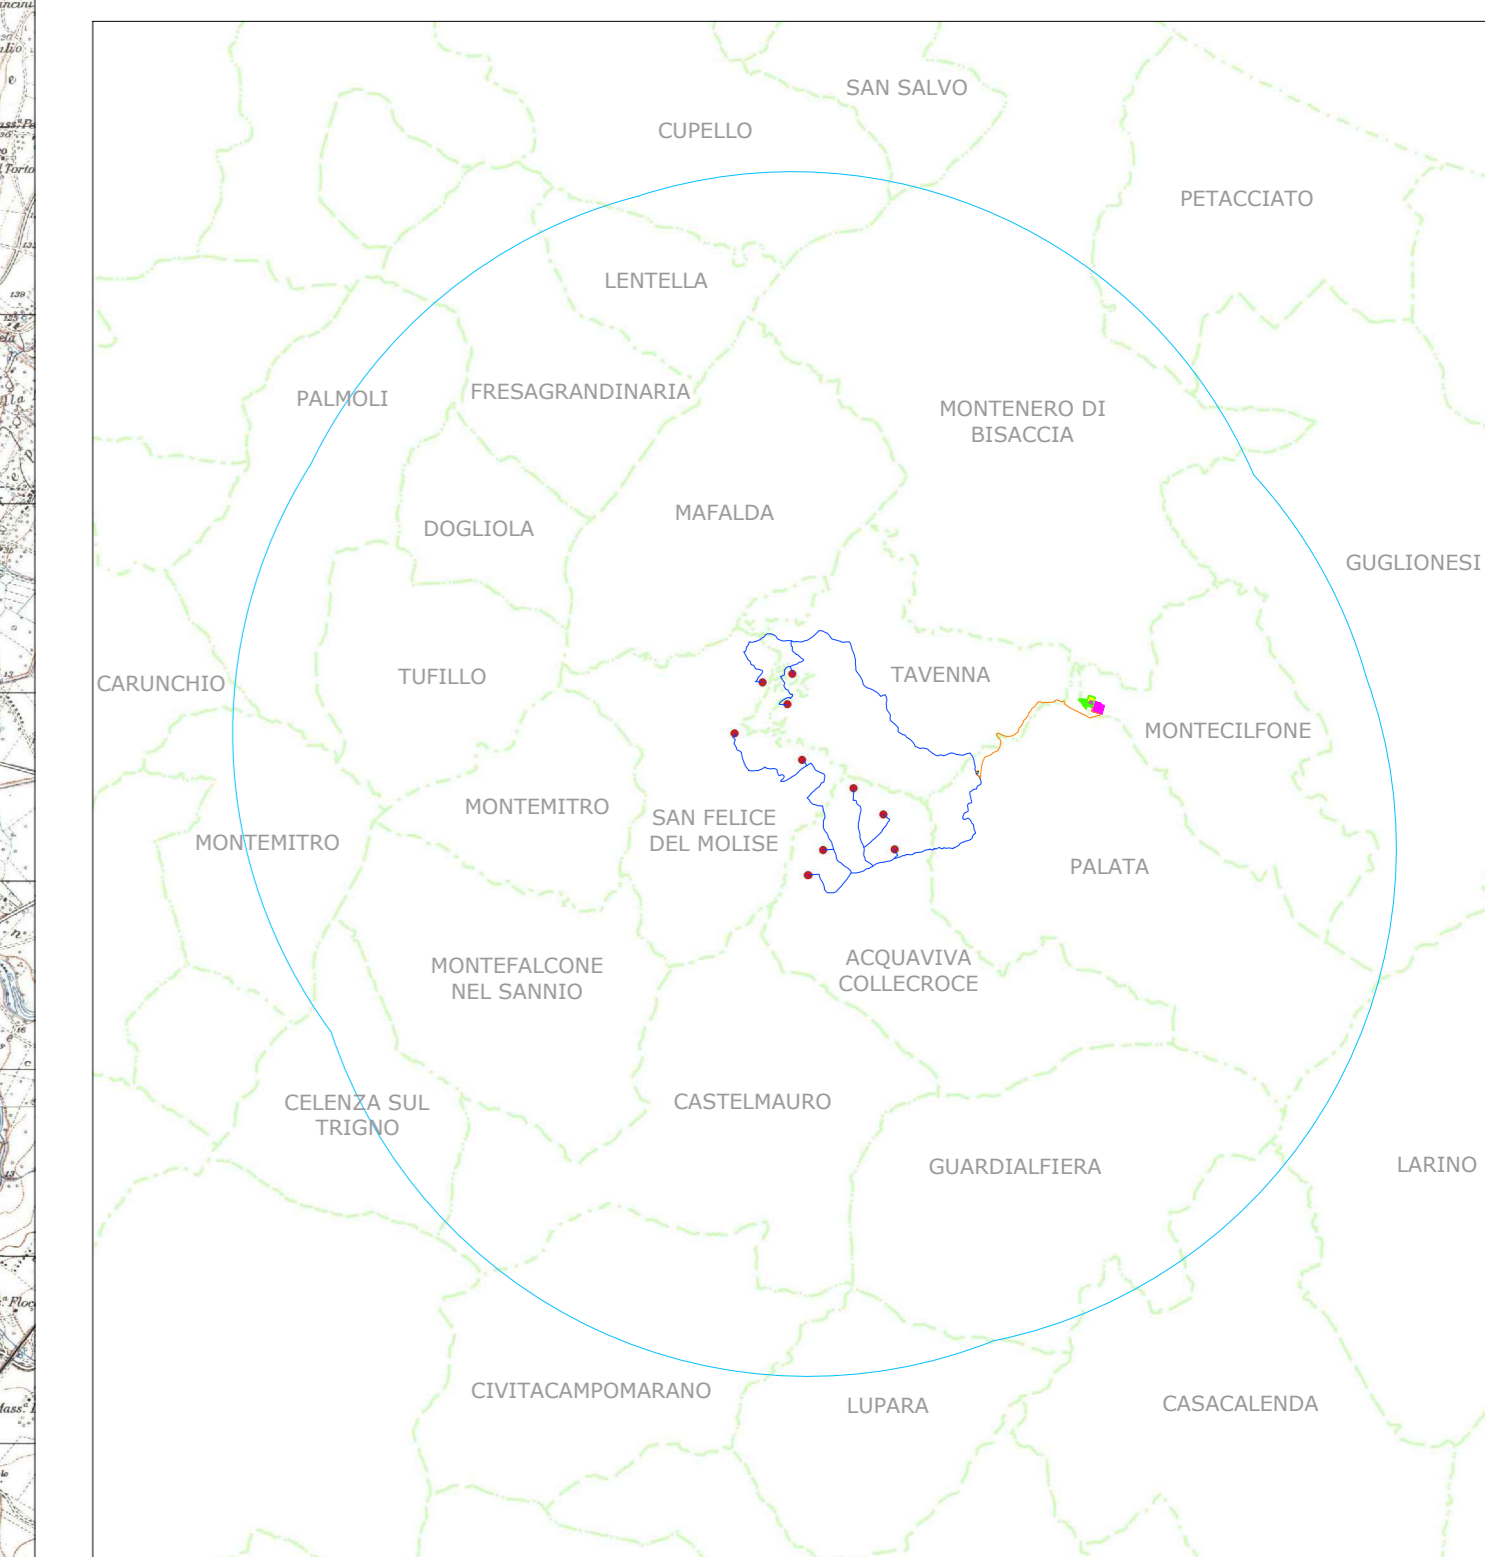 SAN SALVO
CUPELLO
PETACCIATO
LENTELLA
PALMOLI
FRESAGRANDINARIA
MONTENERO DI
BISACCIA
MAFALDA
DOGLIOLA
GUGLIONESI
CARUNCHIO
TUFILLO
TAVENNA
MONTECILFONE
MONTEMITRO
SAN FELICE
DEL MOLISE
MONTEMITRO
PALATA
MONTEFALCONE
NEL SANNIO
ACQUAVIVA
COLLECROCE
CELENZA SUL
TRIGNO
CASTELMAURO
GUARDIALFIERA
LARINO
CIVITACAMPOMARANO
LUPARA
CASACALENDA